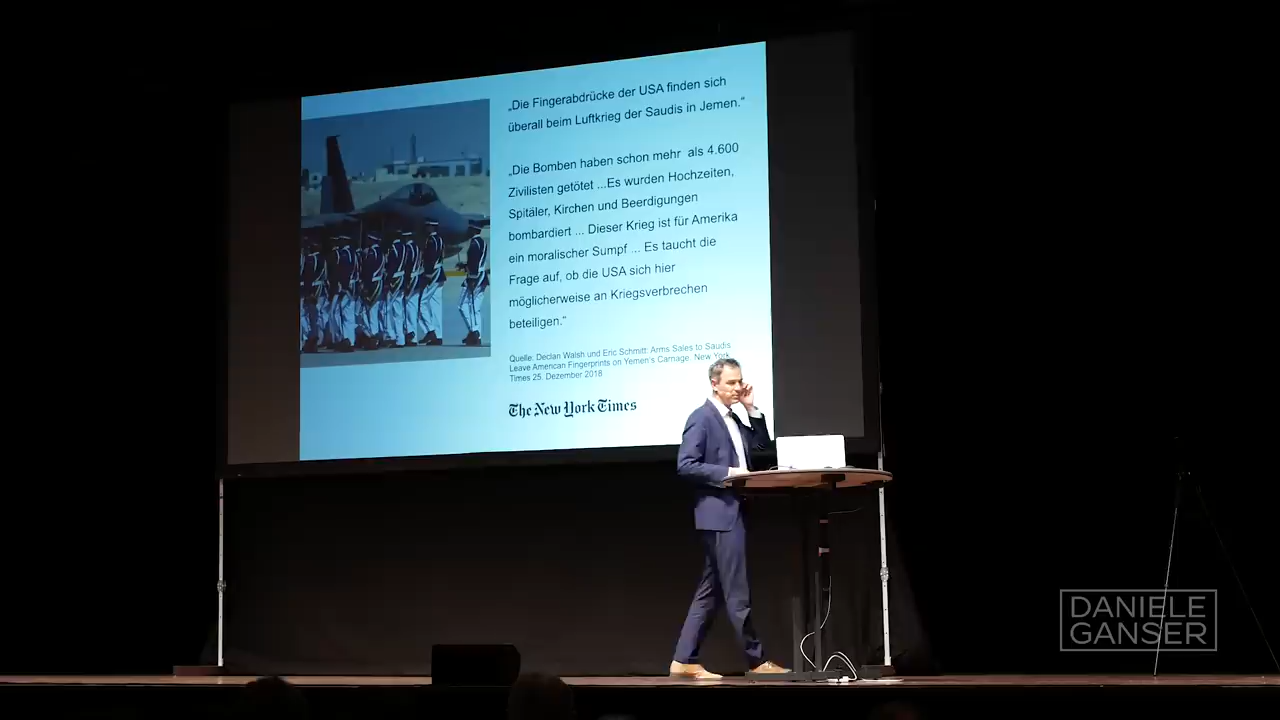 „Die Fingerabdrücke der USA finden sich
überall beim Luftkrieg der Saudis in Jemen.“
„Die Bomben haben schon mehr als 4.600
Zivilisten getötet ...Es wurden Hochzeiten,
Spitäler, Kirchen und Beerdigungen
bombardiert ... Dieser Krieg ist für Amerika
ein moralischer Sumpf ... Es taucht die
Frage auf, ob die USA sich hier
möglicherweise an Kriegsverbrechen
beteiligen.“
Quelle: Declan Walsh und Eric Schmitt: Arms Sales to Saudis
Leave American Fingerprints on Yemen's Carnage. New York
Times 25. Dezember 2018
The New York Times
DANIELE
GANSER